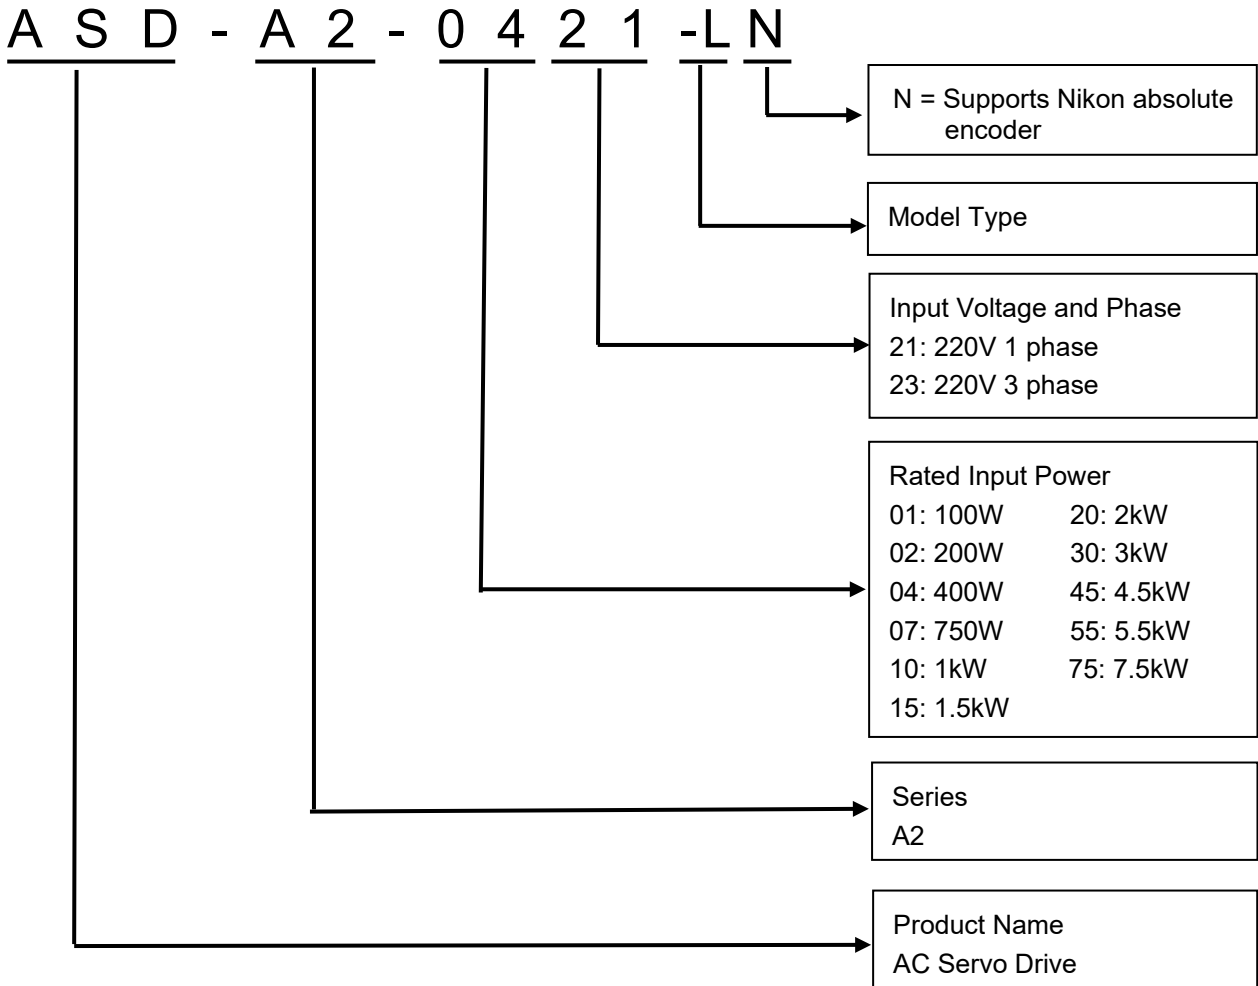 A S D - A 2 - 0 4 2 1 -L N
N = Supports Nikon absolute
encoder
Model Type
Input Voltage and Phase
21: 220V 1 phase
23: 220V 3 phase
Rated Input Power
01: 100W 20: 2kW
02: 200W 30: 3kW
04: 400W 45: 4.5kW
07: 750W 55: 5.5kW
10: 1kW 75: 7.5kW
15: 1.5kW
Series
A2
Product Name
AC Servo Drive